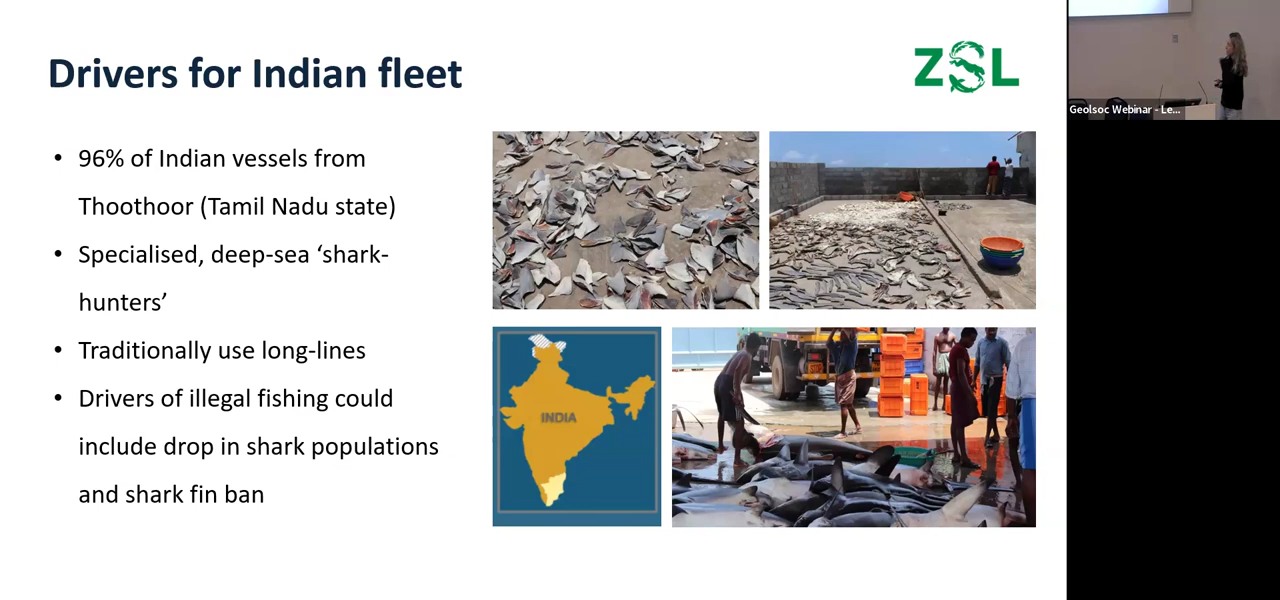 Drivers for Indian fleet
ZSL
• 96% of Indian vessels from
Thoothoor (Tamil Nadu state)
• Specialised, deep-sea ‘shark-
hunters’
• Traditionally use long-lines
• Drivers of illegal fishing could
include drop in shark populations
and shark fin ban
INDIA
Geolsoc Webinar - Le...